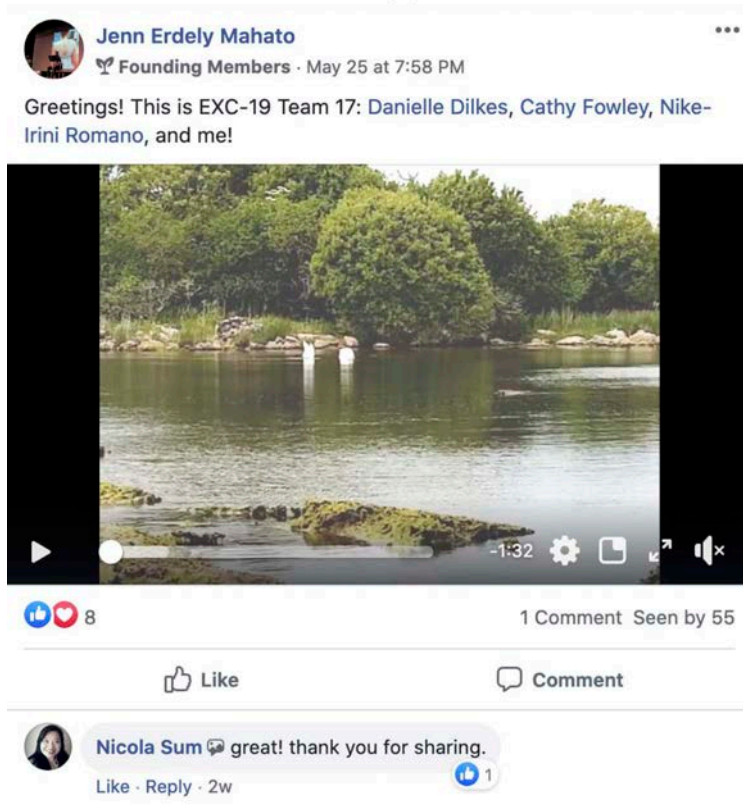 Jenn Erdely Mahato
Founding Members · May 25 at 7:58 PM
Greetings! This is EXC-19 Team 17: Danielle Dilkes, Cathy Fowley, Nike-
Irini Romano, and me!
-1:32
8
1 Comment Seen by 55
Like
Comment
Nicola Sum great! thank you for sharing.
1
Like · Reply · 2w